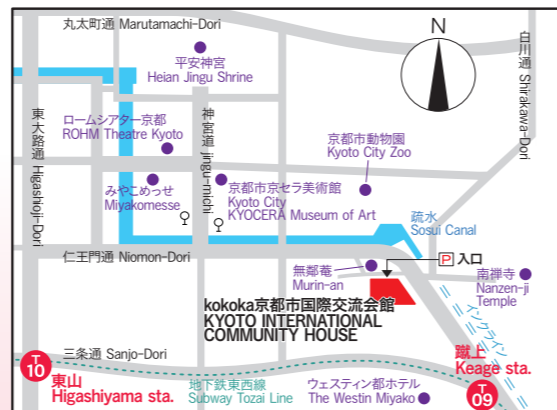 丸太町通 Marutamachi-Dori
N
白川通 Shirakawa-Dori
平安神宮
Heian Jingu Shrine
東大路通 Higashioji-Dori
ロームシアター京都
ROHM Theatre Kyoto
神宮道 jingu-michi
京都市動物園
Kyoto City Zoo
みやこめっせ
Miyakomesse
京都市京セラ美術館
Kyoto City
KYOCERA Museum of Art
疏水
Sosui Canal
仁王門通 Niomon-Dori
P 入口
無鄰菴
Murin-an
南禅寺
Nanzen-ji
Temple
kokoka京都市国際交流会館
KYOTO INTERNATIONAL
COMMUNITY HOUSE
インクライン
三条通 Sanjo-Dori
蹴上
Keage sta.
T
09
T
10
東山
Higashiyama sta.
地下鉄東西線
Subway Tozai Line
ウェスティン都ホテル
The Westin Miyako